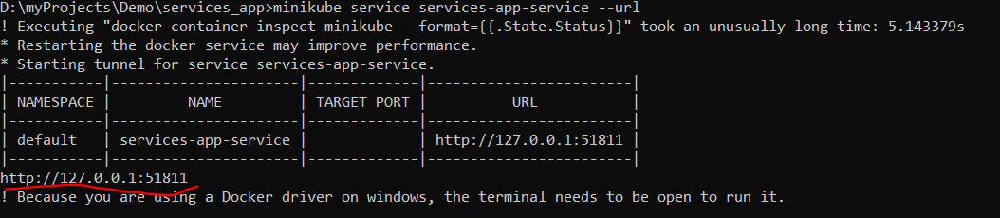 D:\myProjects\Demo\services_app>minikube service services-app-service --url
! Executing "docker container inspect minikube --format={{.State.Status}}" took an unusually long time: 5.143379s
* Restarting the docker service may improve performance.
* Starting tunnel for service services-app-service.
|-----------|----------------------|-------------|------------------------|
| NAMESPACE |         NAME         | TARGET PORT |          URL           |
|-----------|----------------------|-------------|------------------------|
| default   | services-app-service |             | http://127.0.0.1:51811 |
|-----------|----------------------|-------------|------------------------|
http://127.0.0.1:51811
! Because you are using a Docker driver on windows, the terminal needs to be open to run it.